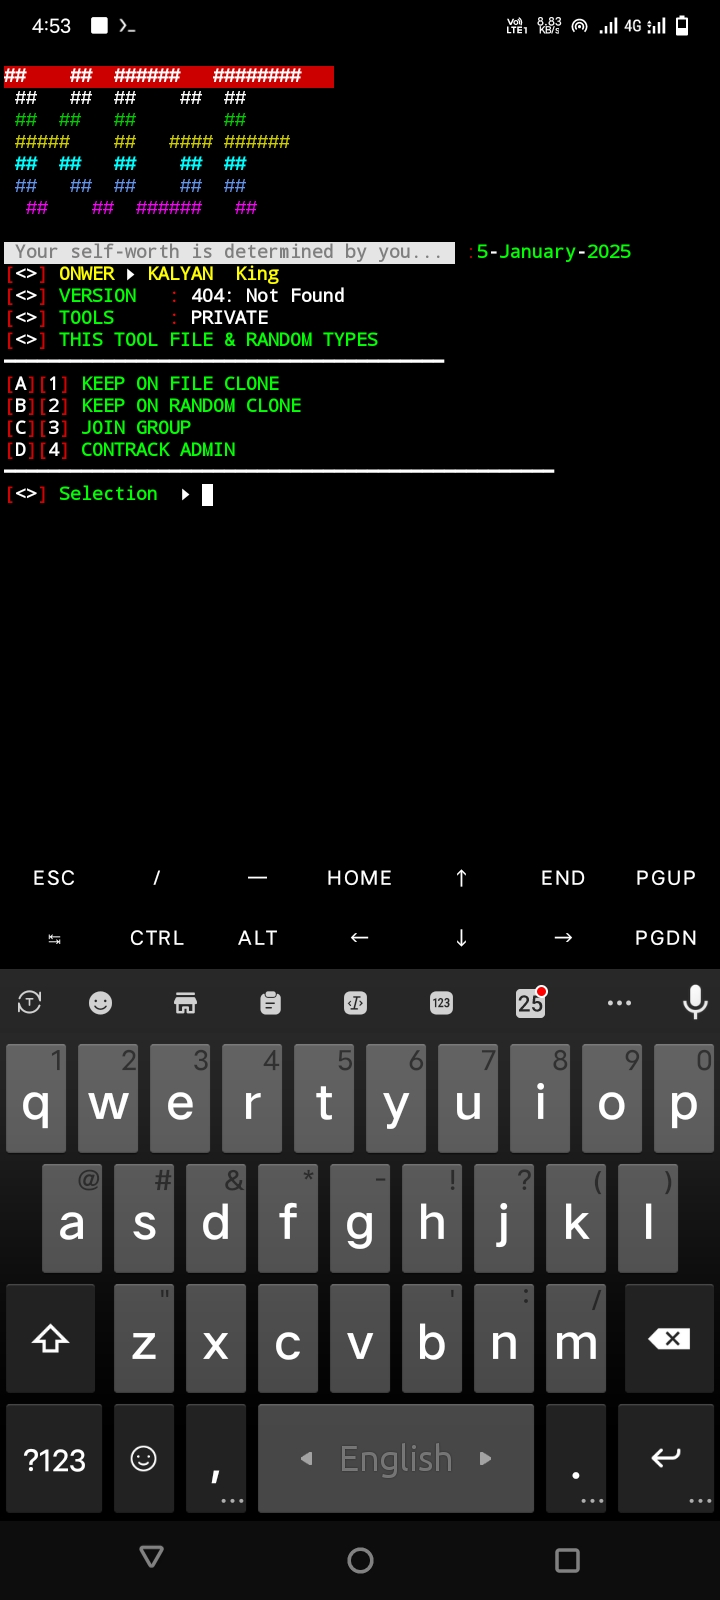 4:53 VoLTE1 8.83 KB/s 4G
##    ##  ######   ########
 ##   ##  ##    ##  ##
 ##  ##   ##        ##
 #####    ##   #### ######
 ##  ##   ##    ##  ##
 ##   ##  ##    ##  ##
  ##    ##  ######   ##
Your self-worth is determined by you... :5-January-2025
[<>] ONWER ▸ KALYAN  King
[<>] VERSION   : 404: Not Found
[<>] TOOLS     : PRIVATE
[<>] THIS TOOL FILE & RANDOM TYPES
[A][1] KEEP ON FILE CLONE
[B][2] KEEP ON RANDOM CLONE
[C][3] JOIN GROUP
[D][4] CONTRACK ADMIN
[<>] Selection  ▸
ESC / — HOME ↑ END PGUP
↹ CTRL ALT ← ↓ → PGDN
T T 123 25 ...
1 2 3 4 5 6 7 8 9 0
q w e r t y u i o p
@ # & * - ! ? ( )
a s d f g h j k l
" ' : /
z x c v b n m
?123 , English .
... ... ...